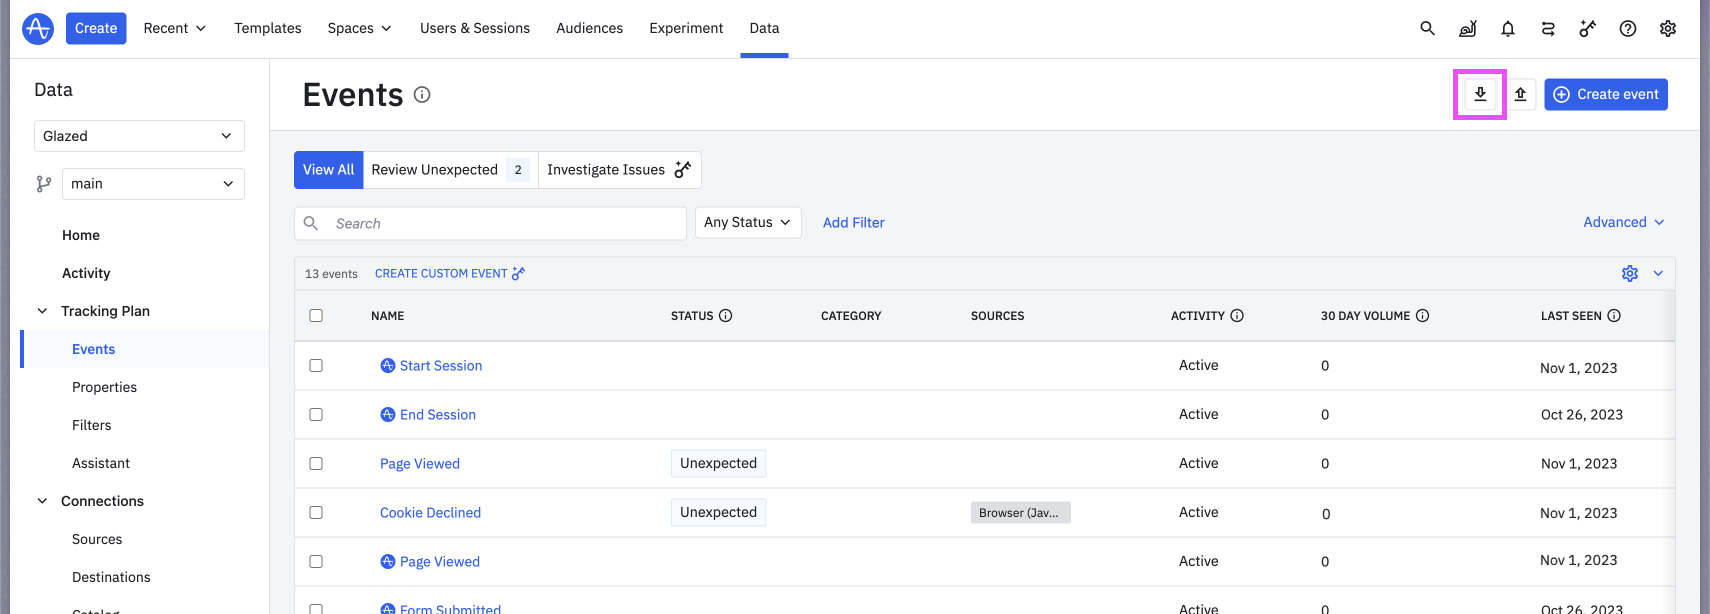 Create Recent Templates Spaces Users & Sessions Audiences Experiment Data
Data
Glazed
main
Home
Activity
Tracking Plan
Events
Properties
Filters
Assistant
Connections
Sources
Destinations
Catalog
Events
Create event
View All Review Unexpected 2 Investigate Issues
Search Any Status Add Filter Advanced
13 events CREATE CUSTOM EVENT
NAME STATUS CATEGORY SOURCES ACTIVITY 30 DAY VOLUME LAST SEEN
Start Session Active 0 Nov 1, 2023
End Session Active 0 Oct 26, 2023
Page Viewed Unexpected Active 0 Nov 1, 2023
Cookie Declined Unexpected Browser (Jav... Active 0 Nov 1, 2023
Page Viewed Active 0 Nov 1, 2023
Form Submitted Active 0 Oct 26, 2023